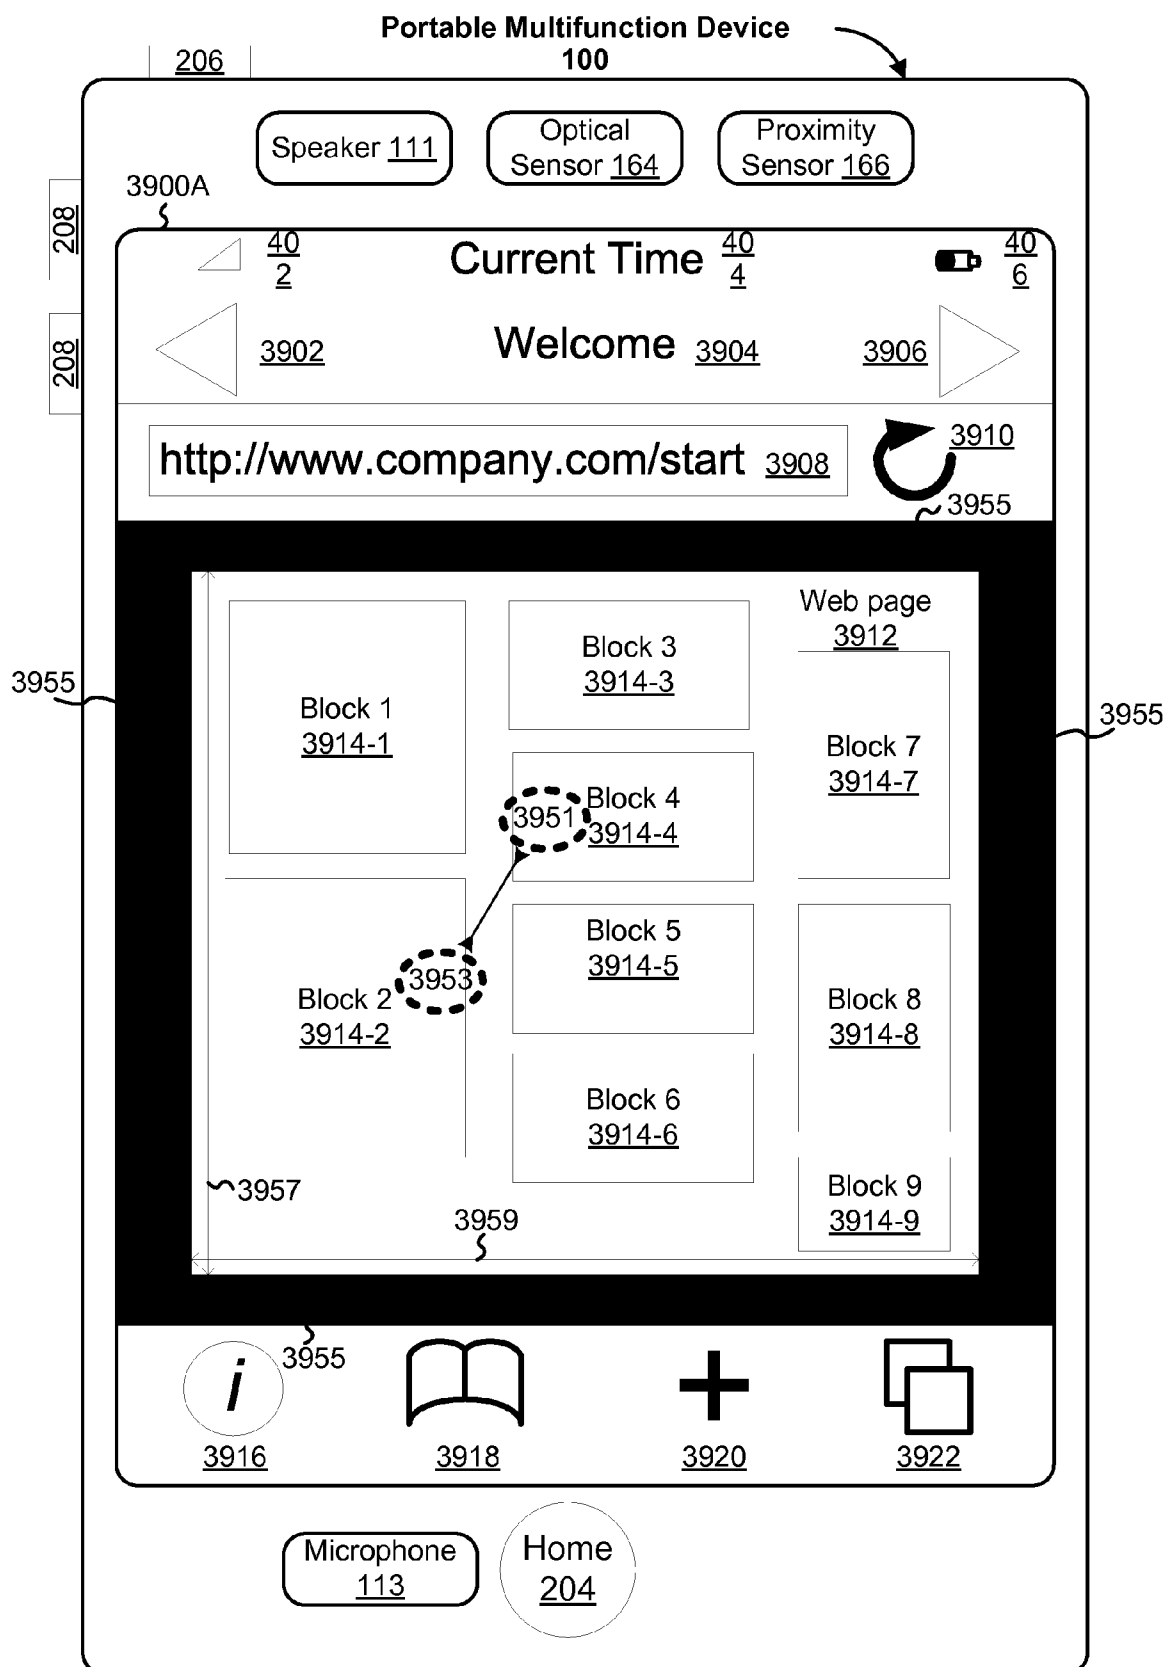 Portable Multifunction Device
100
206
Speaker 111
Optical
Sensor 164
Proximity
Sensor 166
3900A
208
40
2
Current Time
40
4
40
6
208
3902
Welcome 3904
3906
http://www.company.com/start 3908
3910
3955
Web page
3912
Block 1
3914-1
Block 3
3914-3
3955
3955
Block 7
3914-7
3951
Block 4
3914-4
Block 5
3914-5
3953
Block 2
3914-2
Block 8
3914-8
Block 6
3914-6
3957
Block 9
3914-9
3959
3955
i
3916
3918
3920
3922
Microphone
113
Home
204